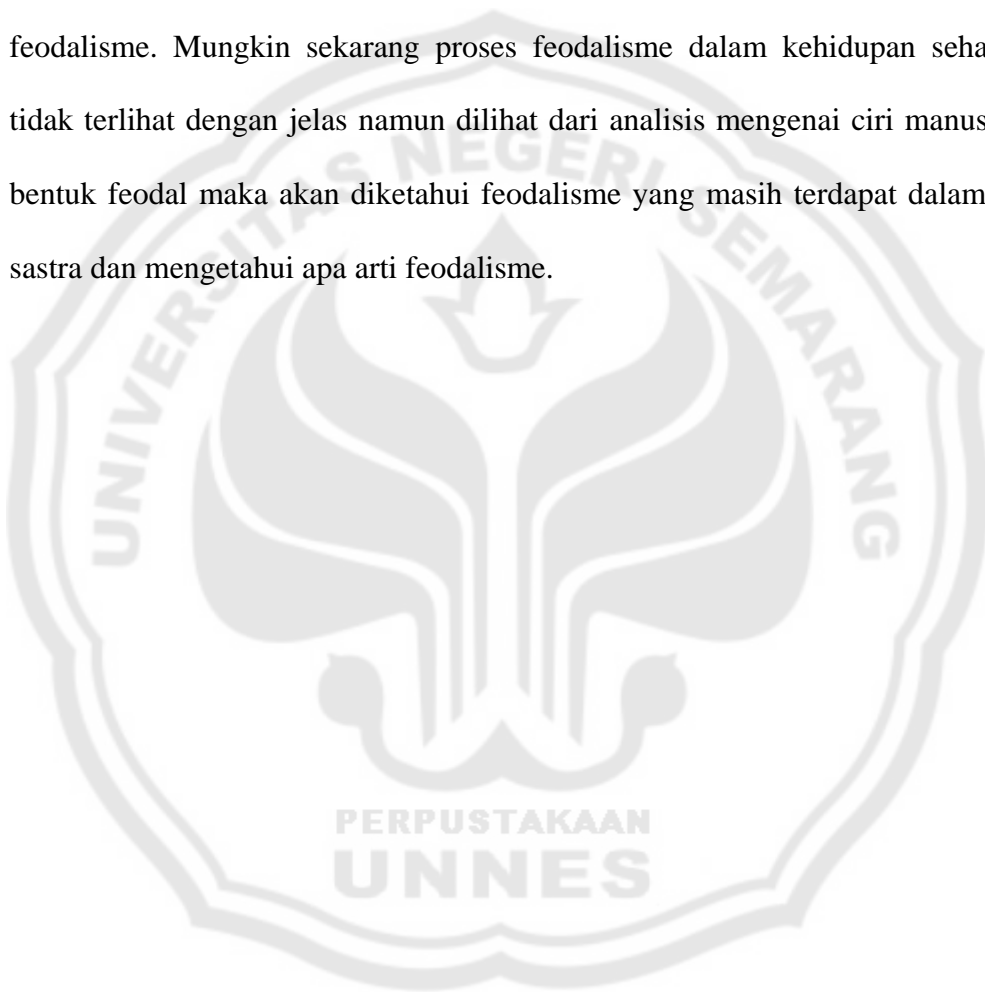 feodalisme. Mungkin sekarang proses feodalisme dalam kehidupan seha
tidak terlihat dengan jelas namun dilihat dari analisis mengenai ciri manus
bentuk feodal maka akan diketahui feodalisme yang masih terdapat dalam
sastra dan mengetahui apa arti feodalisme.
UNIVERSITAS NEGERI SEMARANG
PERPUSTAKAAN
UNNES